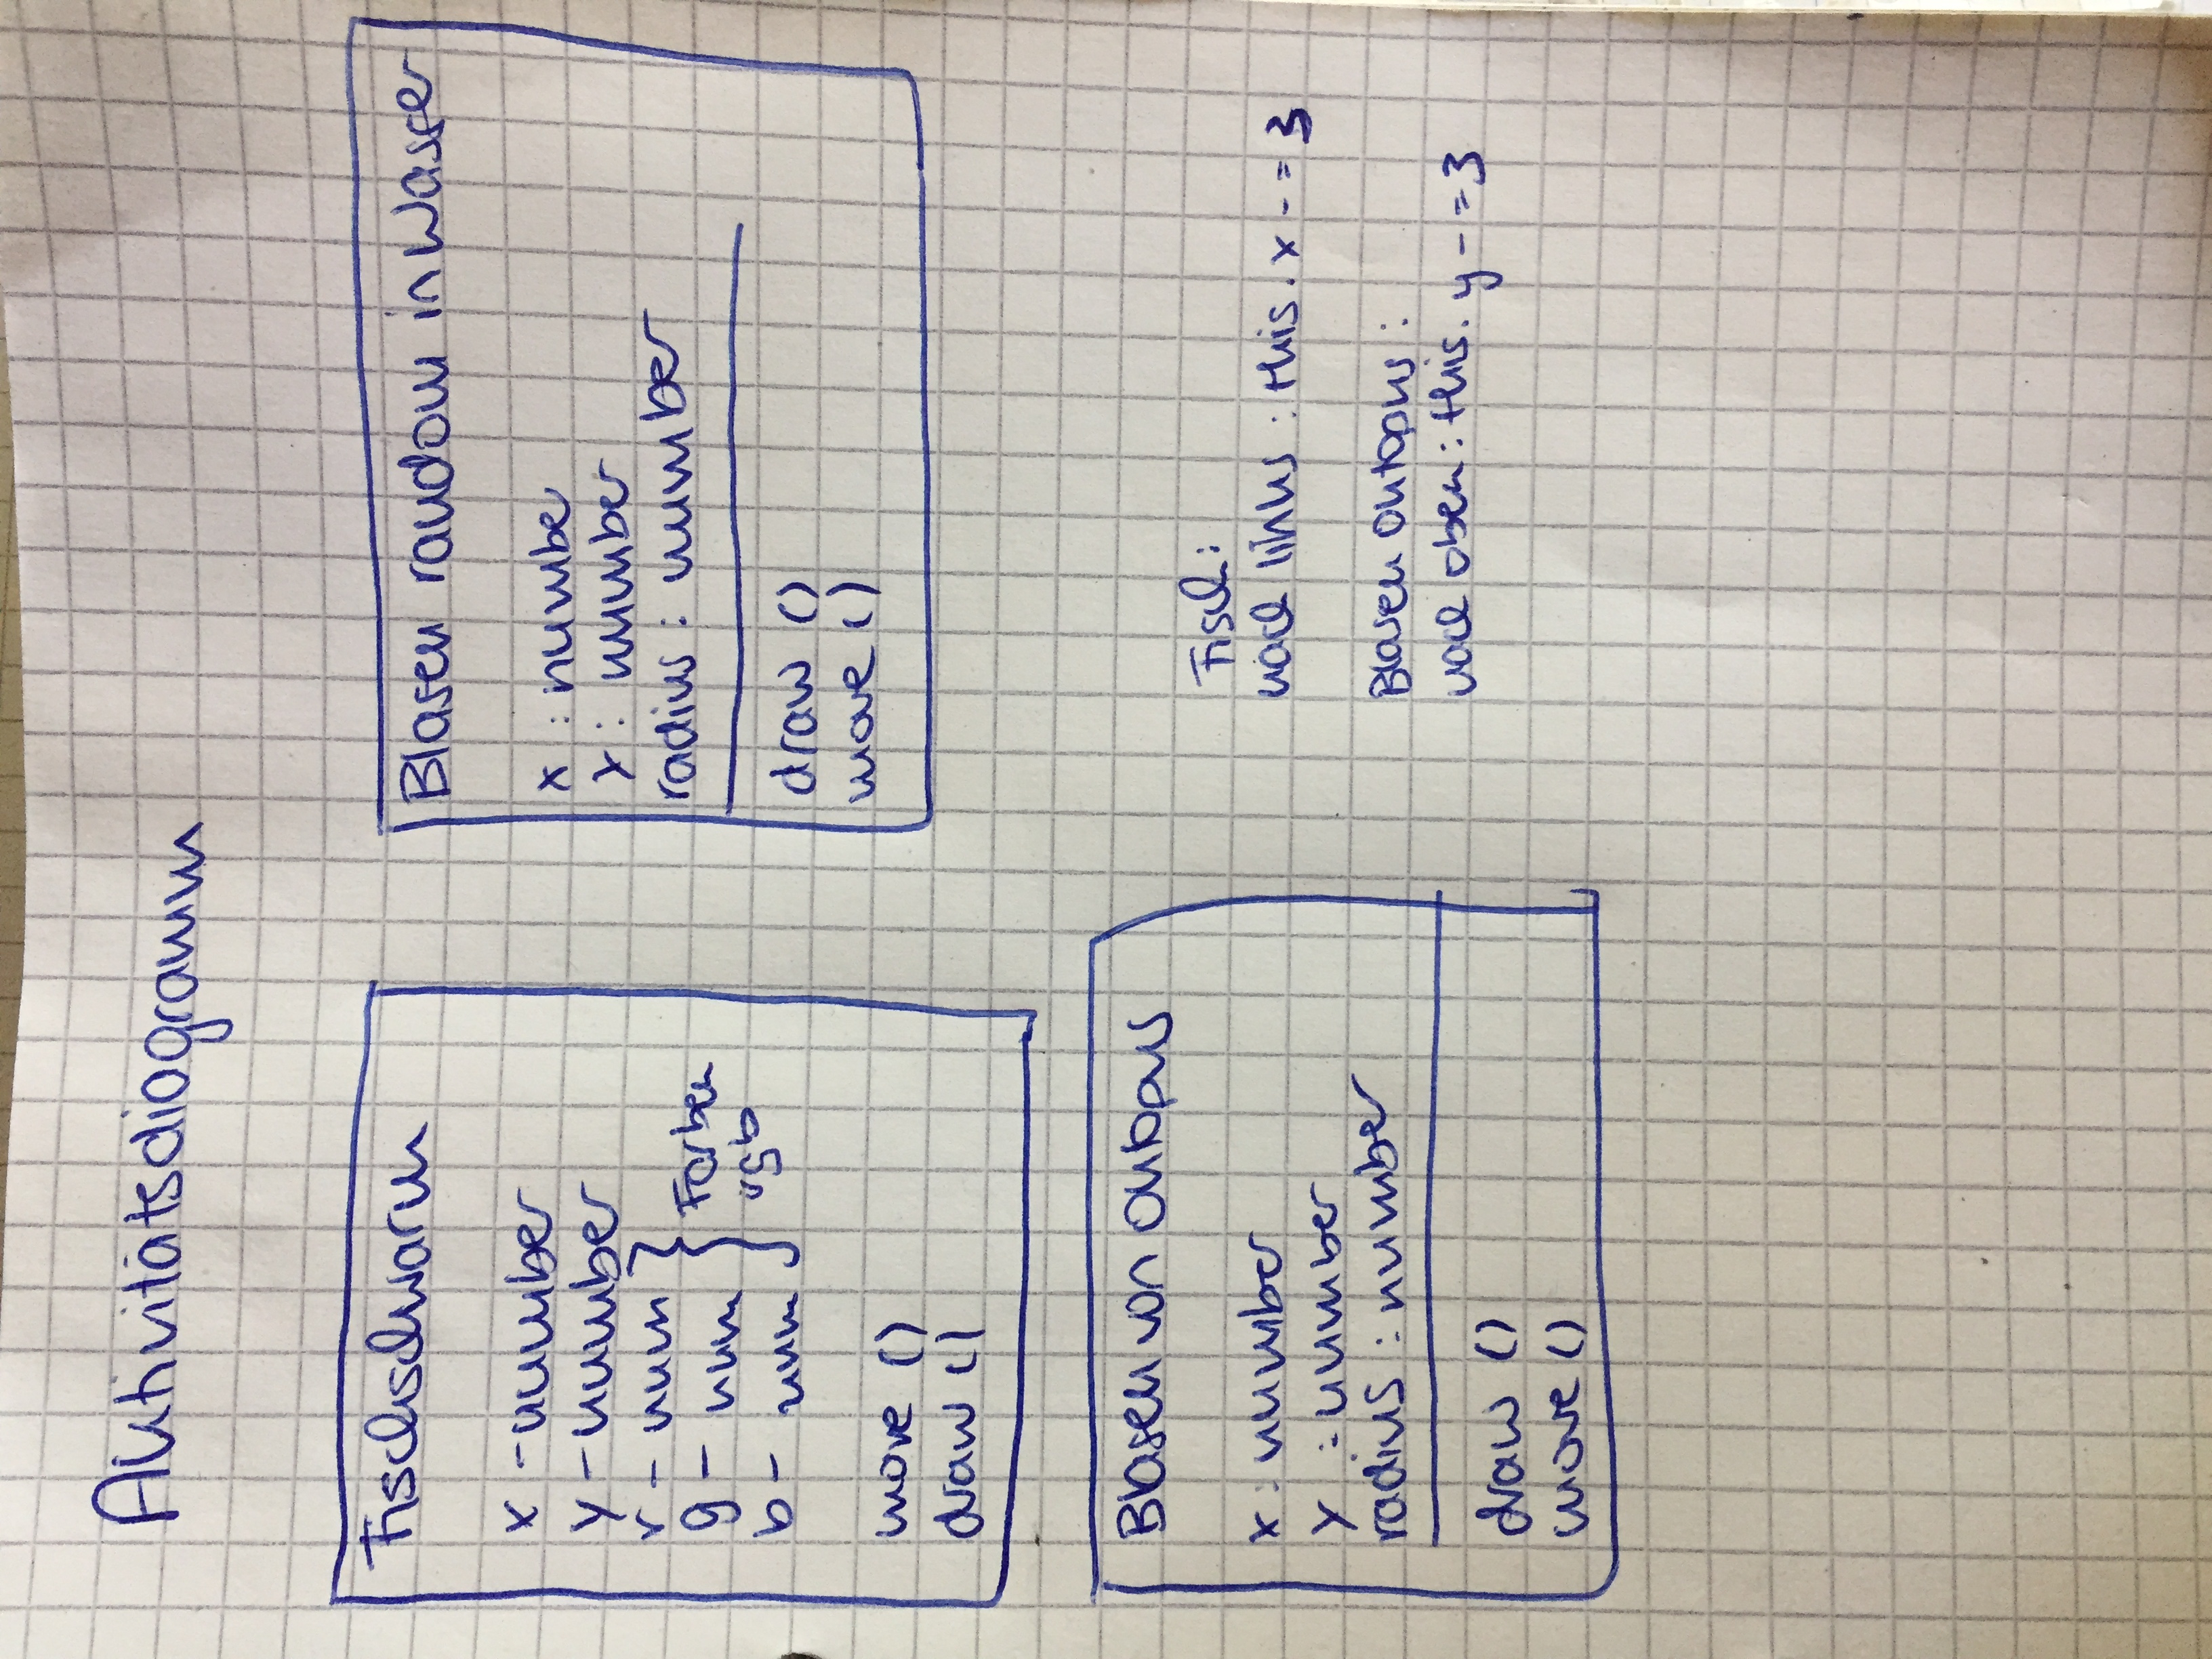 Aktivitätsdiagramm
Fischschwarm
x - number
y - number
r - num
g - num
b - num
Farben
rgb
move ()
draw ()
Blasen random in Wasser
x : numbe
y : number
radius : number
draw ()
move ()
Blasen von Oktopus
x : number
y : number
radius : number
draw ()
move ()
Fisch:
nach links : this. x -= 3
Blasen Oktopus :
nach oben : this. y -= 3